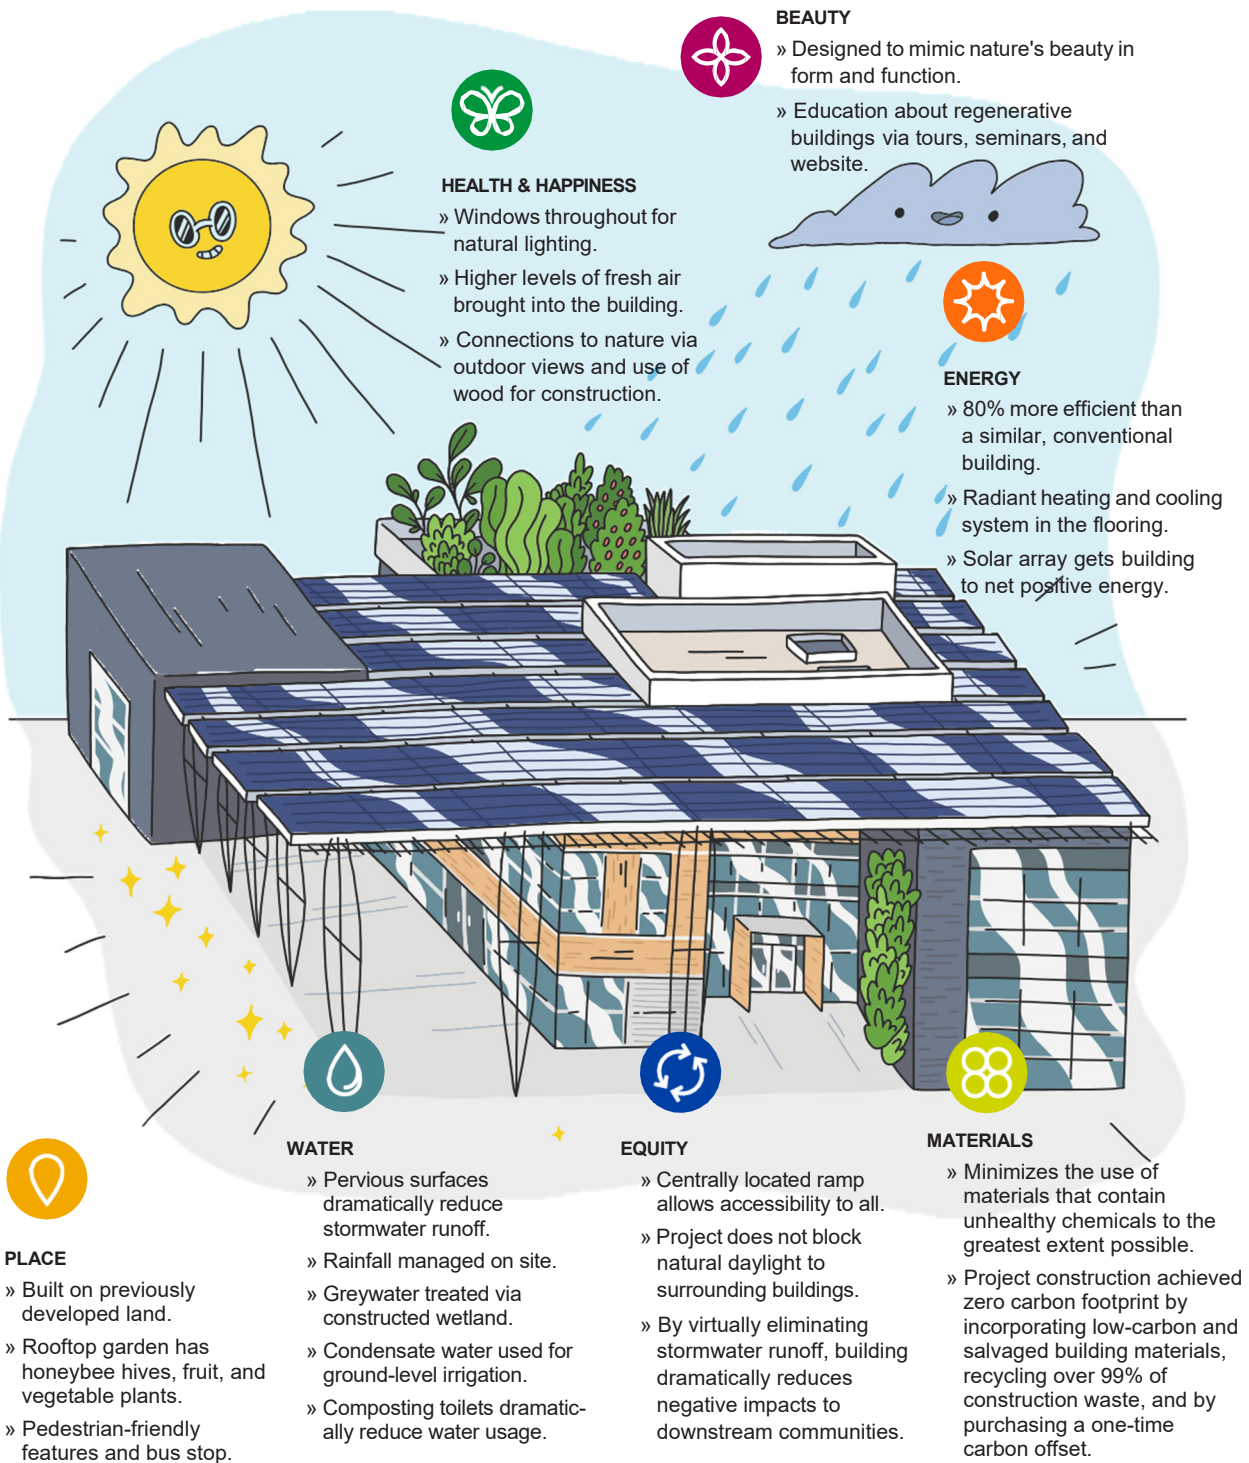 BEAUTY
» Designed to mimic nature's beauty in
form and function.
» Education about regenerative
buildings via tours, seminars, and
website.
HEALTH & HAPPINESS
» Windows throughout for
natural lighting.
» Higher levels of fresh air
brought into the building.
» Connections to nature via
outdoor views and use of
wood for construction.
ENERGY
» 80% more efficient than
a similar, conventional
building.
» Radiant heating and cooling
system in the flooring.
» Solar array gets building
to net positive energy.
PLACE
» Built on previously
developed land.
» Rooftop garden has
honeybee hives, fruit, and
vegetable plants.
» Pedestrian-friendly
features and bus stop.
WATER
» Pervious surfaces
dramatically reduce
stormwater runoff.
» Rainfall managed on site.
» Greywater treated via
constructed wetland.
» Condensate water used for
ground-level irrigation.
» Composting toilets dramatic-
ally reduce water usage.
EQUITY
» Centrally located ramp
allows accessibility to all.
» Project does not block
natural daylight to
surrounding buildings.
» By virtually eliminating
stormwater runoff, building
dramatically reduces
negative impacts to
downstream communities.
MATERIALS
» Minimizes the use of
materials that contain
unhealthy chemicals to the
greatest extent possible.
» Project construction achieved
zero carbon footprint by
incorporating low-carbon and
salvaged building materials,
recycling over 99% of
construction waste, and by
purchasing a one-time
carbon offset.